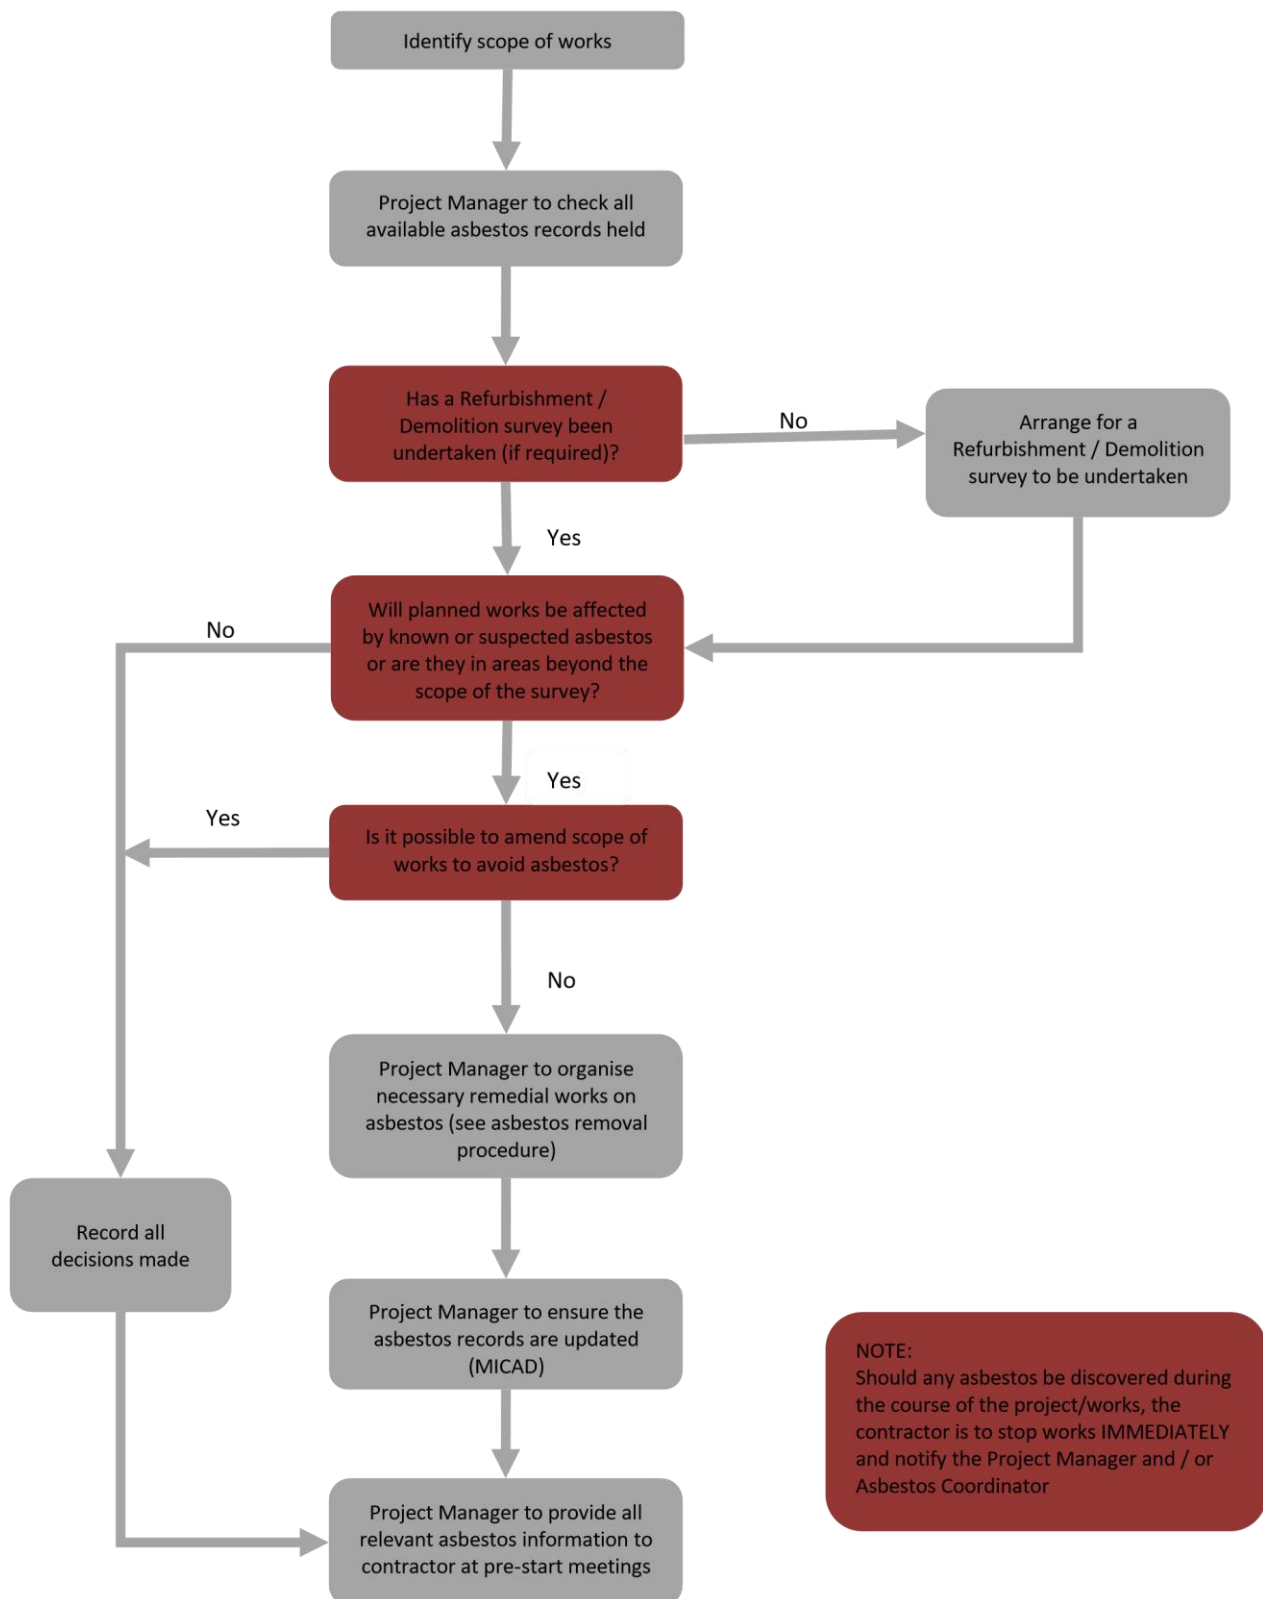 Identify scope of works
Project Manager to check all
available asbestos records held
Has a Refurbishment /
Demolition survey been
undertaken (if required)?
No
Arrange for a
Refurbishment / Demolition
survey to be undertaken
Yes
Will planned works be affected
by known or suspected asbestos
or are they in areas beyond the
scope of the survey?
No
Yes
Yes
Is it possible to amend scope of
works to avoid asbestos?
No
Project Manager to organise
necessary remedial works on
asbestos (see asbestos removal
procedure)
Record all
decisions made
Project Manager to ensure the
asbestos records are updated
(MICAD)
NOTE:
Should any asbestos be discovered during
the course of the project/works, the
contractor is to stop works IMMEDIATELY
and notify the Project Manager and / or
Asbestos Coordinator
Project Manager to provide all
relevant asbestos information to
contractor at pre-start meetings